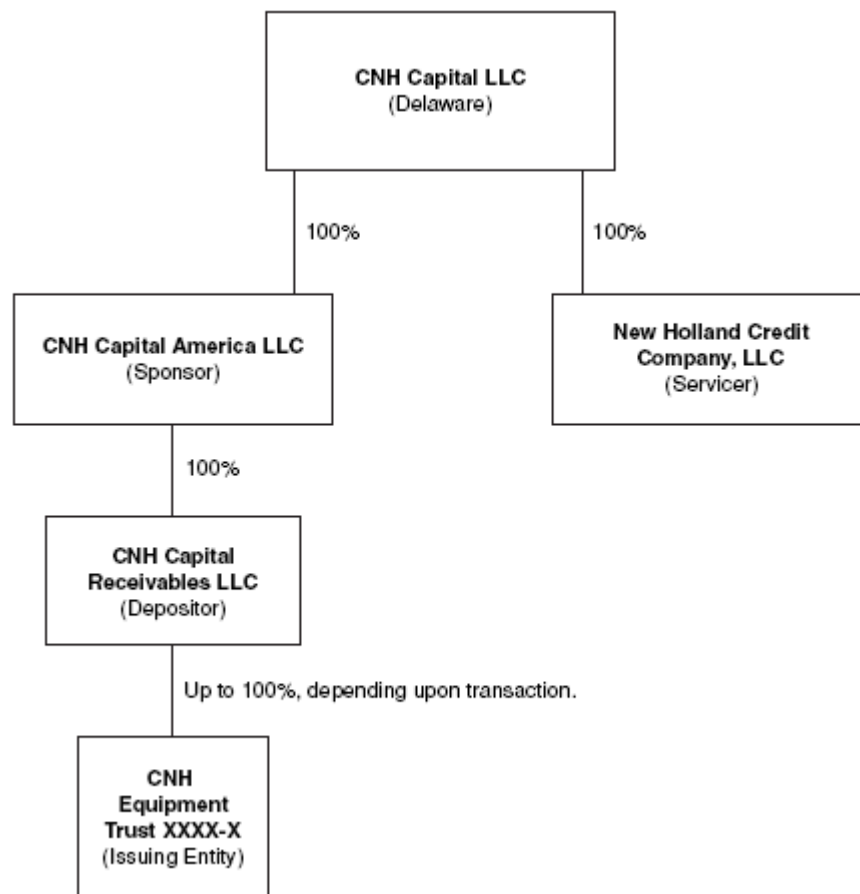 CNH Capital LLC
(Delaware)
100%
100%
CNH Capital America LLC
(Sponsor)
New Holland Credit
Company, LLC
(Servicer)
100%
CNH Capital
Receivables LLC
(Depositor)
Up to 100%, depending upon transaction.
CNH
Equipment
Trust XXXX-X
(Issuing Entity)